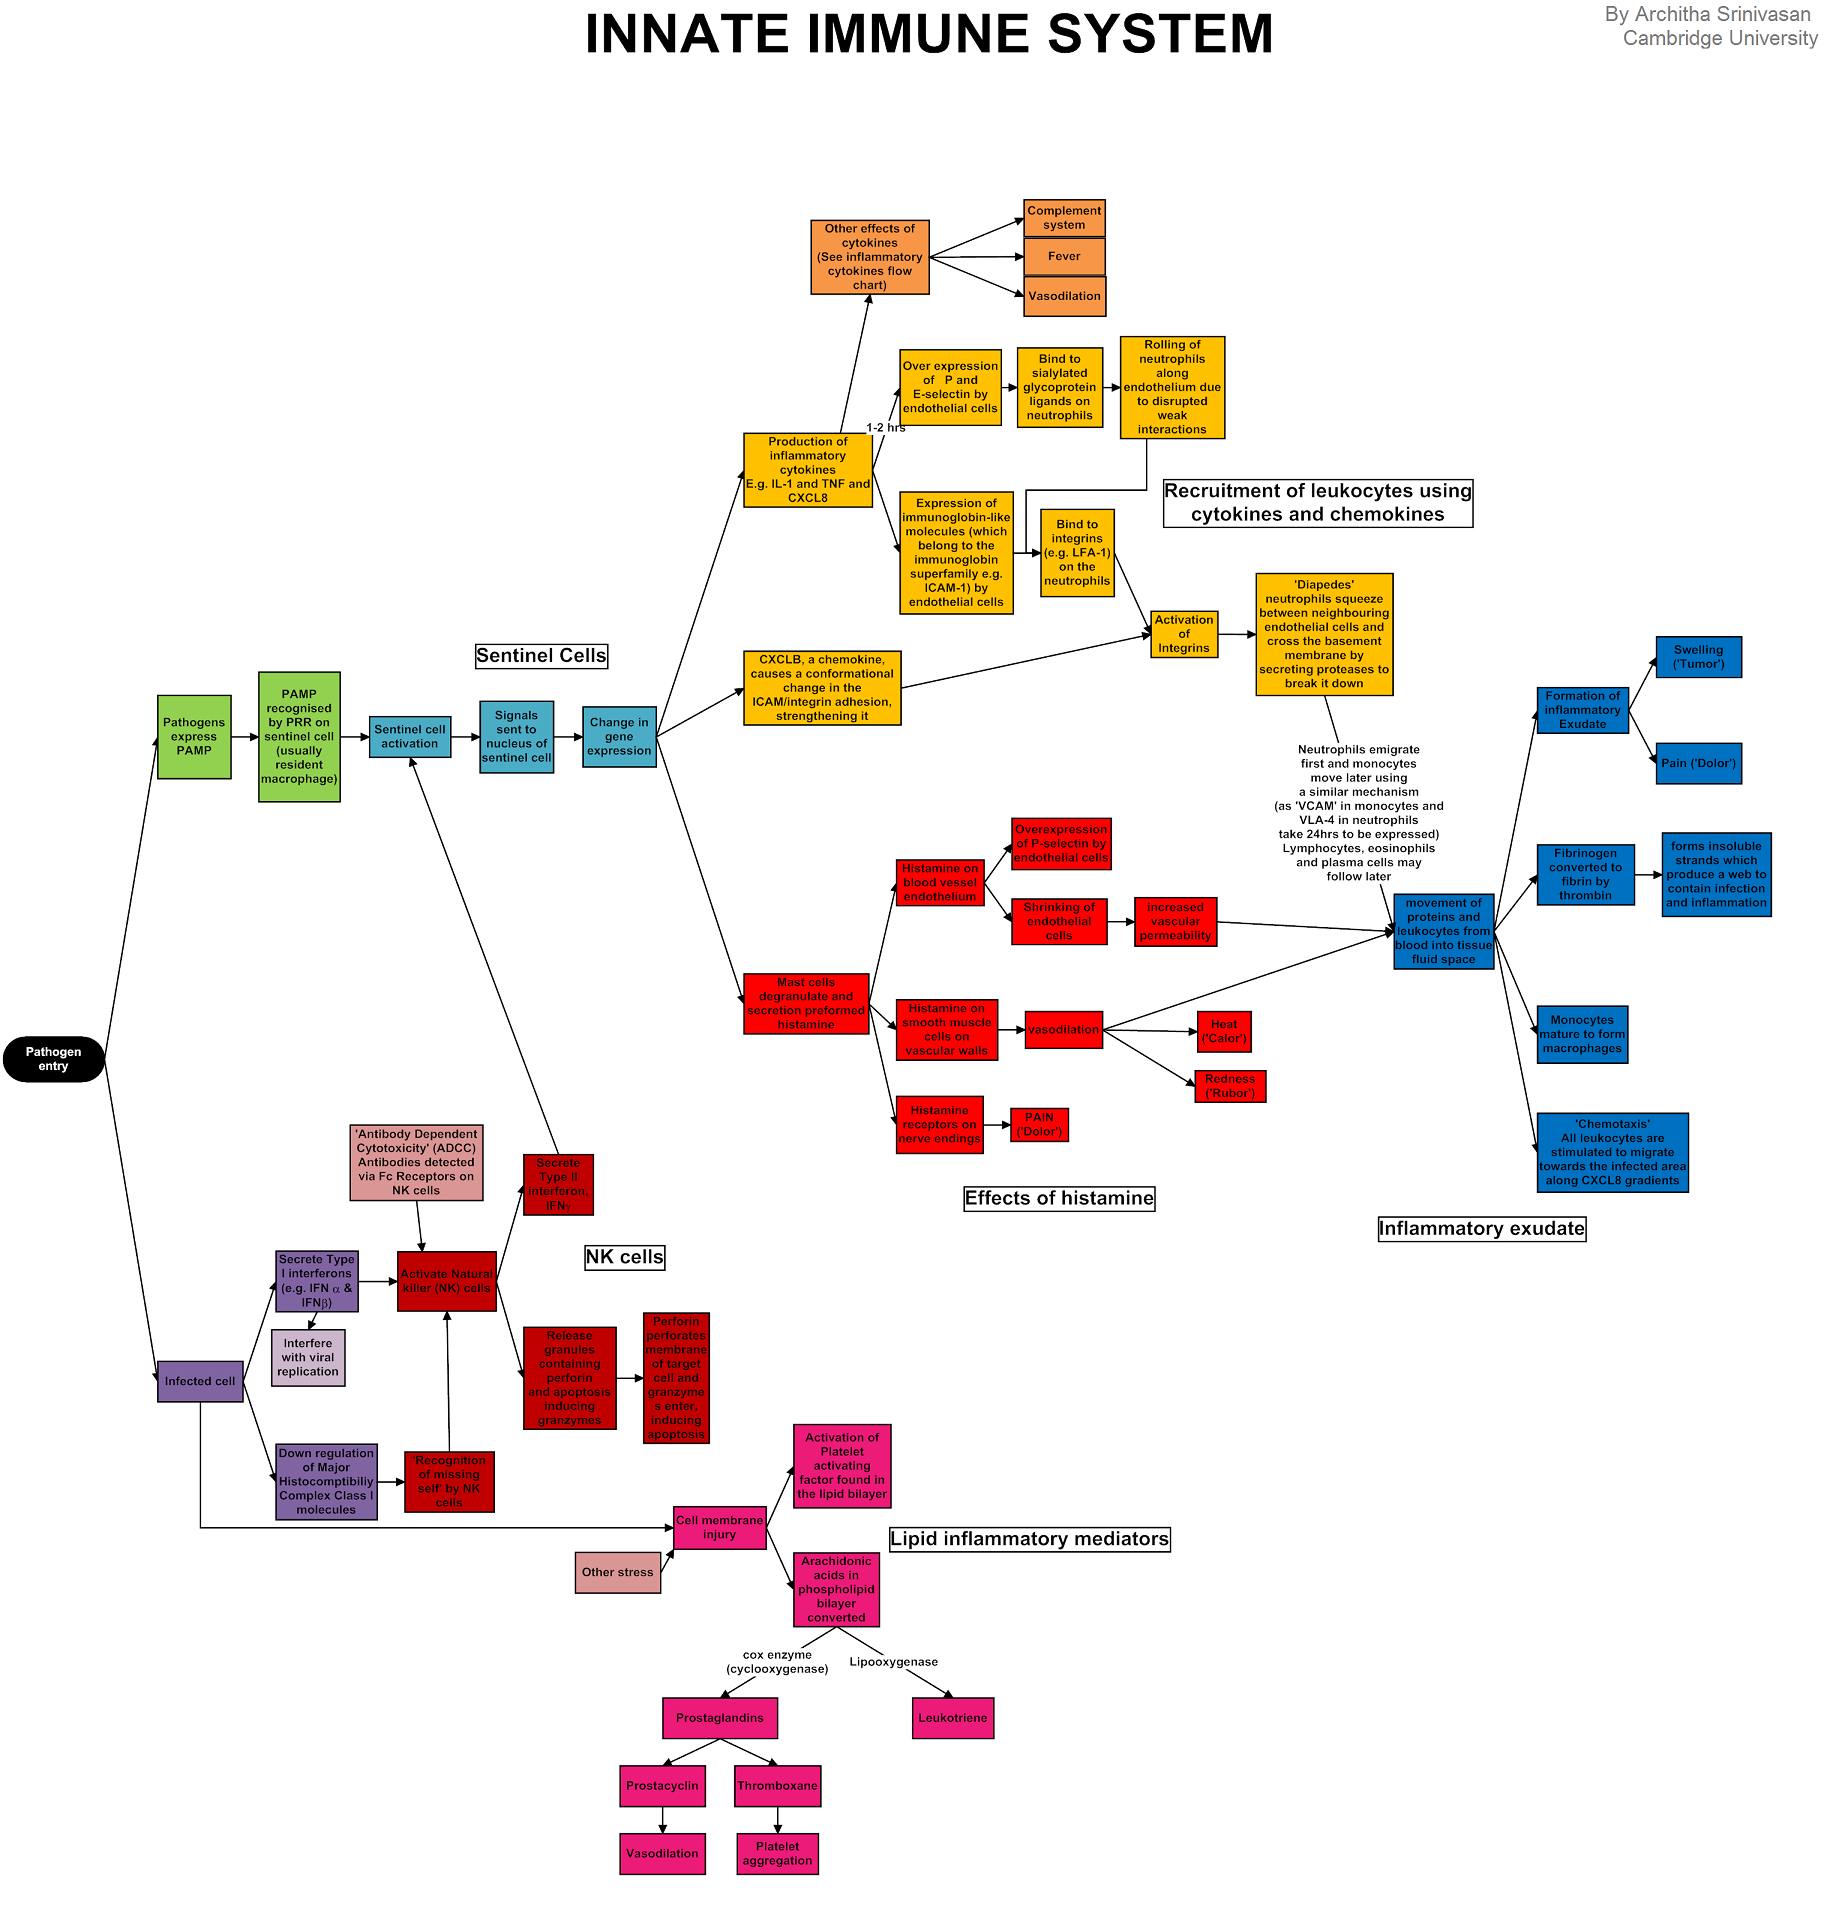 INNATE IMMUNE SYSTEM
By Architha Srinivasan
Cambridge University
Complement
system
Fever
Vasodilation
Other effects of
cytokines
(See inflammatory
cytokines flow
chart)
Over expression
of P and
E-selectin by
endothelial cells
Bind to
sialylated
glycoprotein
ligands on
neutrophils
Rolling of
neutrophils
along
endothelium due
to disrupted
weak
interactions
1-2 hrs
Production of
inflammatory
cytokines
E.g. IL-1 and TNF and
CXCL8
Expression of
immunoglobin-like
molecules (which
belong to the
immunoglobin
superfamily e.g.
ICAM-1) by
endothelial cells
Bind to
integrins
(e.g. LFA-1)
on the
neutrophils
Recruitment of leukocytes using
cytokines and chemokines
Activation
of
Integrins
'Diapedes'
neutrophils squeeze
between neighbouring
endothelial cells and
cross the basement
membrane by
secreting proteases to
break it down
CXCLB, a chemokine,
causes a conformational
change in the
ICAM/integrin adhesion,
strengthening it
Sentinel Cells
Pathogens
express
PAMP
PAMP
recognised
by PRR on
sentinel cell
(usually
resident
macrophage)
Sentinel cell
activation
Signals
sent to
nucleus of
sentinel cell
Change in
gene
expression
Neutrophils emigrate
first and monocytes
move later using
a similar mechanism
(as 'VCAM' in monocytes and
VLA-4 in neutrophils
take 24hrs to be expressed)
Lymphocytes, eosinophils
and plasma cells may
follow later
Swelling
('Tumor')
Formation of
inflammatory
Exudate
Pain ('Dolor')
Fibrinogen
converted to
fibrin by
thrombin
forms insoluble
strands which
produce a web to
contain infection
and inflammation
movement of
proteins and
leukocytes from
blood into tissue
fluid space
Monocytes
mature to form
macrophages
'Chemotaxis'
All leukocytes are
stimulated to migrate
towards the infected area
along CXCL8 gradients
Inflammatory exudate
Overexpression
of P-selectin by
endothelial cells
Histamine on
blood vessel
endothelium
Shrinking of
endothelial
cells
increased
vascular
permeability
Mast cells
degranulate and
secretion preformed
histamine
Histamine on
smooth muscle
cells on
vascular walls
vasodilation
Heat
('Calor')
Redness
('Rubor')
Histamine
receptors on
nerve endings
PAIN
('Dolor')
Effects of histamine
Pathogen
entry
'Antibody Dependent
Cytotoxicity' (ADCC)
Antibodies detected
via Fc Receptors on
NK cells
Secrete
Type II
interferon,
IFNγ
NK cells
Secrete Type
I interferons
(e.g. IFN α &
IFNβ)
Activate Natural
killer (NK) cells
Interfere
with viral
replication
Infected cell
Release
granules
containing
perforin
and apoptosis
inducing
granzymes
Perforin
perforates
membrane
of target
cell and
granzyme
s enter,
inducing
apoptosis
Down regulation
of Major
Histocomptibiliy
Complex Class I
molecules
'Recognition
of missing
self' by NK
cells
Activation of
Platelet
activating
factor found in
the lipid bilayer
Cell membrane
injury
Lipid inflammatory mediators
Other stress
Arachidonic
acids in
phospholipid
bilayer
converted
cox enzyme
(cyclooxygenase)
Lipooxygenase
Prostaglandins
Leukotriene
Prostacyclin
Thromboxane
Vasodilation
Platelet
aggregation